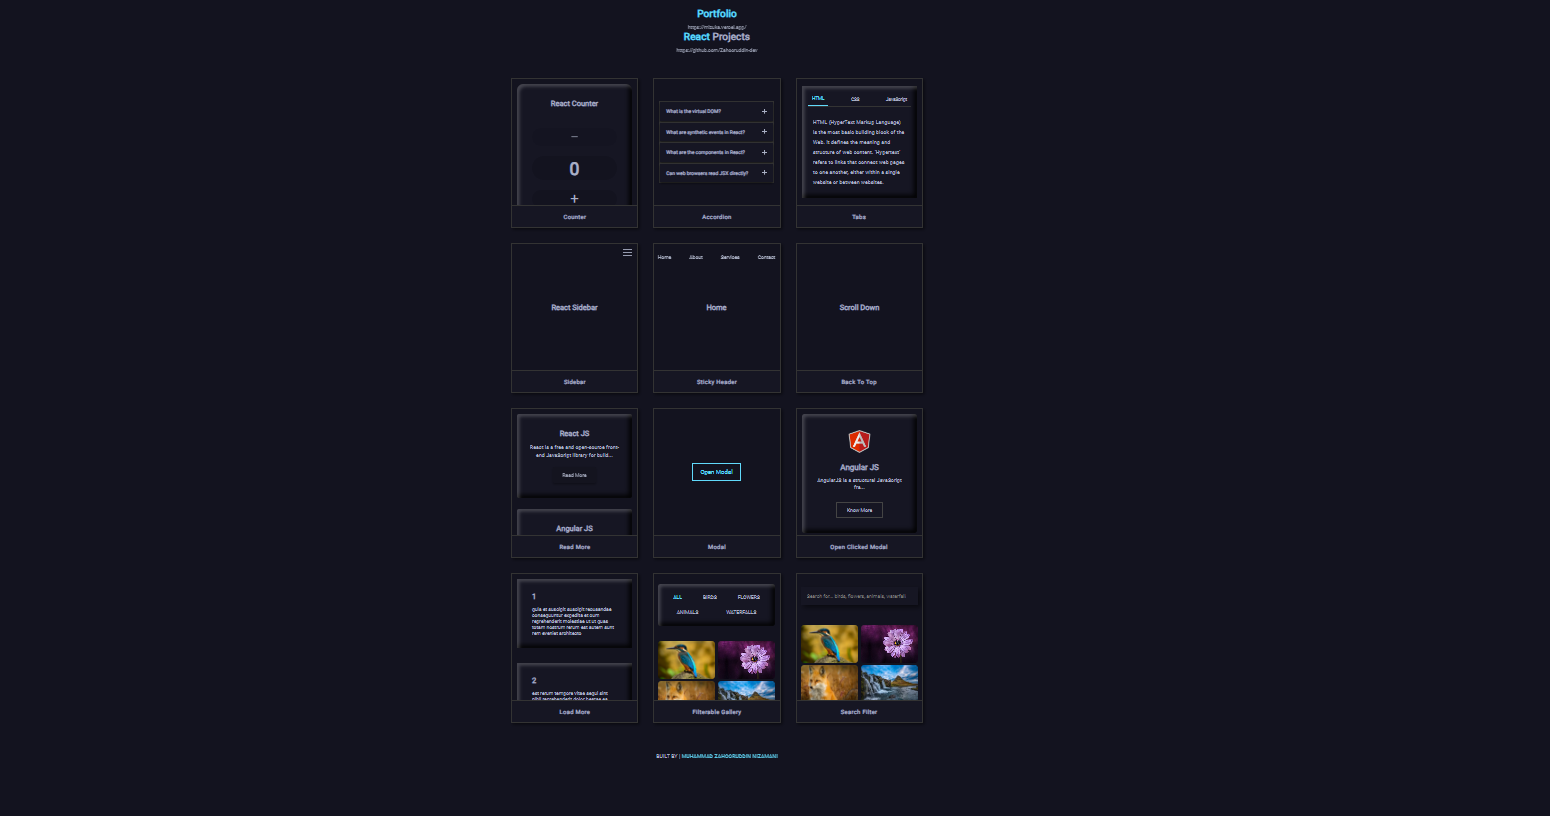 Portfolio
https://mizuka.vercel.app/
React Projects
https://github.com/Zahooruddin-dev
React Counter
−
0
+
Counter
What is the virtual DOM? +
What are synthetic events in React? +
What are the components in React? +
Can web browsers read JSX directly? +
Accordion
HTML CSS JavaScript
HTML (HyperText Markup Language)
is the most basic building block of the
Web. It defines the meaning and
structure of web content. 'Hypertext'
refers to links that connect web pages
to one another, either within a single
website or between websites.
Tabs
React Sidebar
Sidebar
Home About Services Contact
Home
Sticky Header
Scroll Down
Back To Top
React JS
React is a free and open-source front-
end JavaScript library for build...
Read More
Angular JS
Read More
Open Modal
Modal
Angular JS
AngularJS is a structural JavaScript
fra...
Know More
Open Clicked Modal
1
quia et suscipit suscipit recusandae
consequuntur expedita et cum
reprehenderit molestiae ut ut quas
totam nostrum rerum est autem sunt
rem eveniet architecto
2
est rerum tempore vitae sequi sint
nihil reprehenderit dolor beatae ea
Load More
ALL BIRDS FLOWERS
ANIMALS WATERFALLS
Filterable Gallery
Search for... birds, flowers, animals, waterfall
Search Filter
BUILT BY | MUHAMMAD ZAHOORUDDIN NIZAMANI